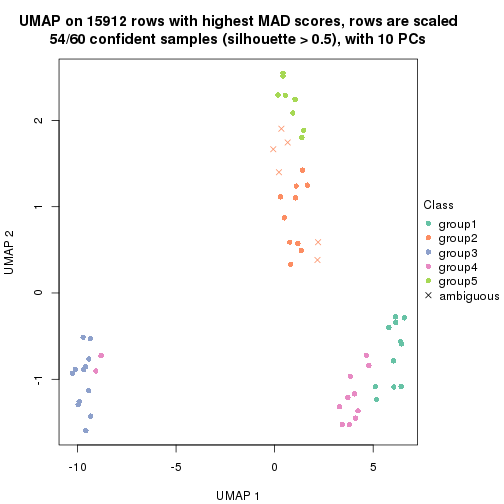 UMAP on 15912 rows with highest MAD scores, rows are scaled
54/60 confident samples (silhouette > 0.5), with 10 PCs
UMAP 2
2
1
0
-1
-10
-5
0
5
UMAP 1
Class
group1
group2
group3
group4
group5
ambiguous